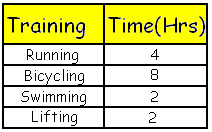 Training Time(Hrs)
Running 4
Bicycling 8
Swimming 2
Lifting 2